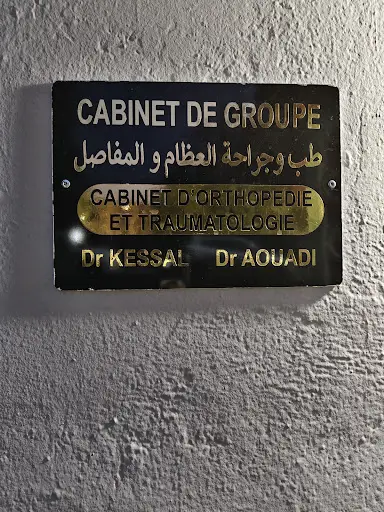 CABINET DE GROUPE
طب وجراحة العظام و المفاصل
CABINET D'ORTHOPEDIE
ET TRAUMATOLOGIE
Dr KESSAL Dr AOUADI